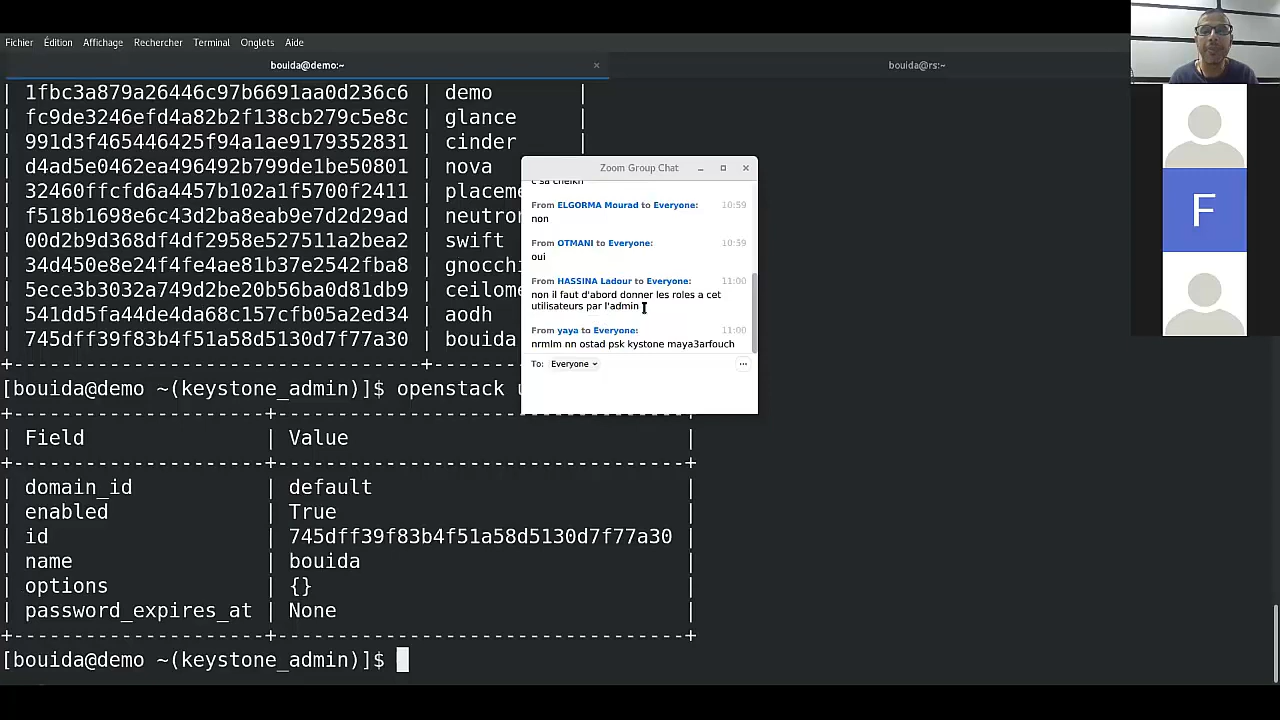 Fichier Édition Affichage Rechercher Terminal Onglets Aide
bouida@demo:~ × bouida@rs:~
| 1fbc3a879a26446c97b6691aa0d236c6 | demo |
| fc9de3246efd4a82b2f138cb279c5e8c | glance |
| 991d3f465446425f94a1ae9179352831 | cinder |
| d4ad5e0462ea496492b799de1be50801 | nova
| 32460ffcfd6a4457b102a1f5700f2411 | placeme
| f518b1698e6c43d2ba8eab9e7d2d29ad | neutron
| 00d2b9d368df4df2958e527511a2bea2 | swift
| 34d450e8e24f4fe4ae81b37e2542fba8 | gnocchi
| 5ce3b3032a749d2be20b56ba0d81db9 | ceilome
| 541dd5fa44de4da68c157cfb05a2ed34 | aodh
| 745dff39f83b4f51a58d5130d7f77a30 | bouida
[bouida@demo ~(keystone_admin)]$ openstack u
| Field | Value |
| domain_id | default |
| enabled | True |
| id | 745dff39f83b4f51a58d5130d7f77a30 |
| name | bouida |
| options | {} |
| password_expires_at | None |
[bouida@demo ~(keystone_admin)]$
Zoom Group Chat
c sa cheikh
From ELGORMA Mourad to Everyone: 10:59
non
From OTMANI to Everyone: 10:59
oui
From HASSINA Ladour to Everyone: 11:00
non il faut d'abord donner les roles a cet
utilisateurs par l'admin
From yaya to Everyone: 11:00
nrmlm nn ostad psk kystone maya3arfouch
To: Everyone
F